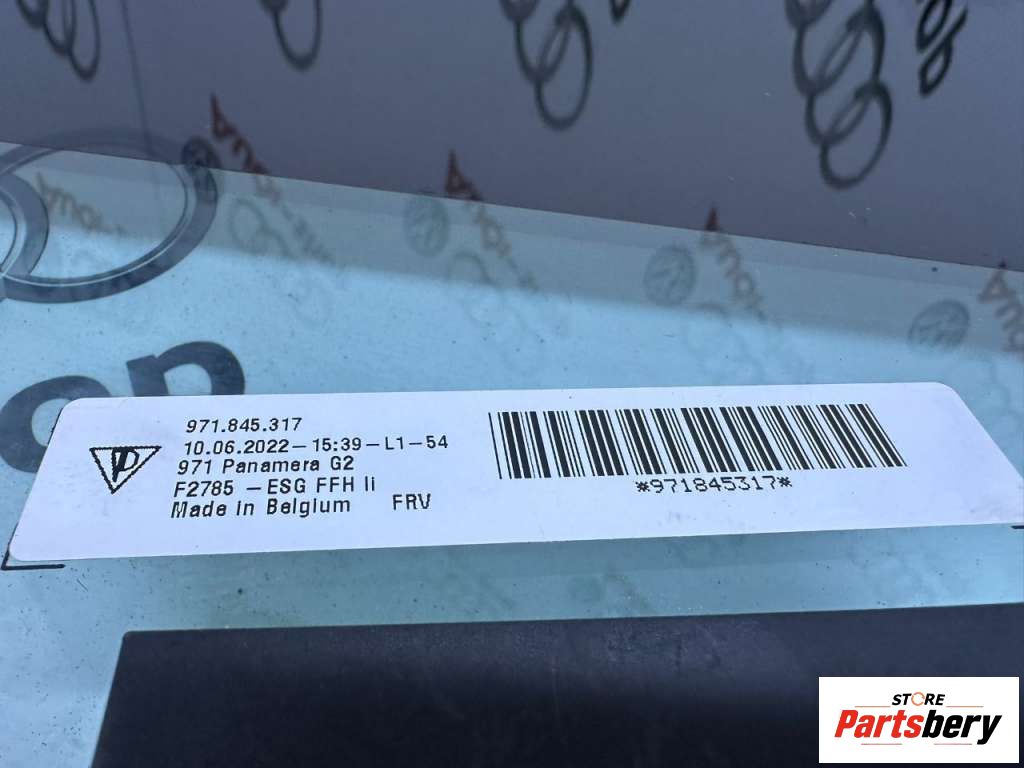 971.845.317
10.06.2022-15:39-L1-54
971 Panamera G2
F2785 -ESG FFH li
Made in Belgium FRV
*971845317*
STORE
Partsbery